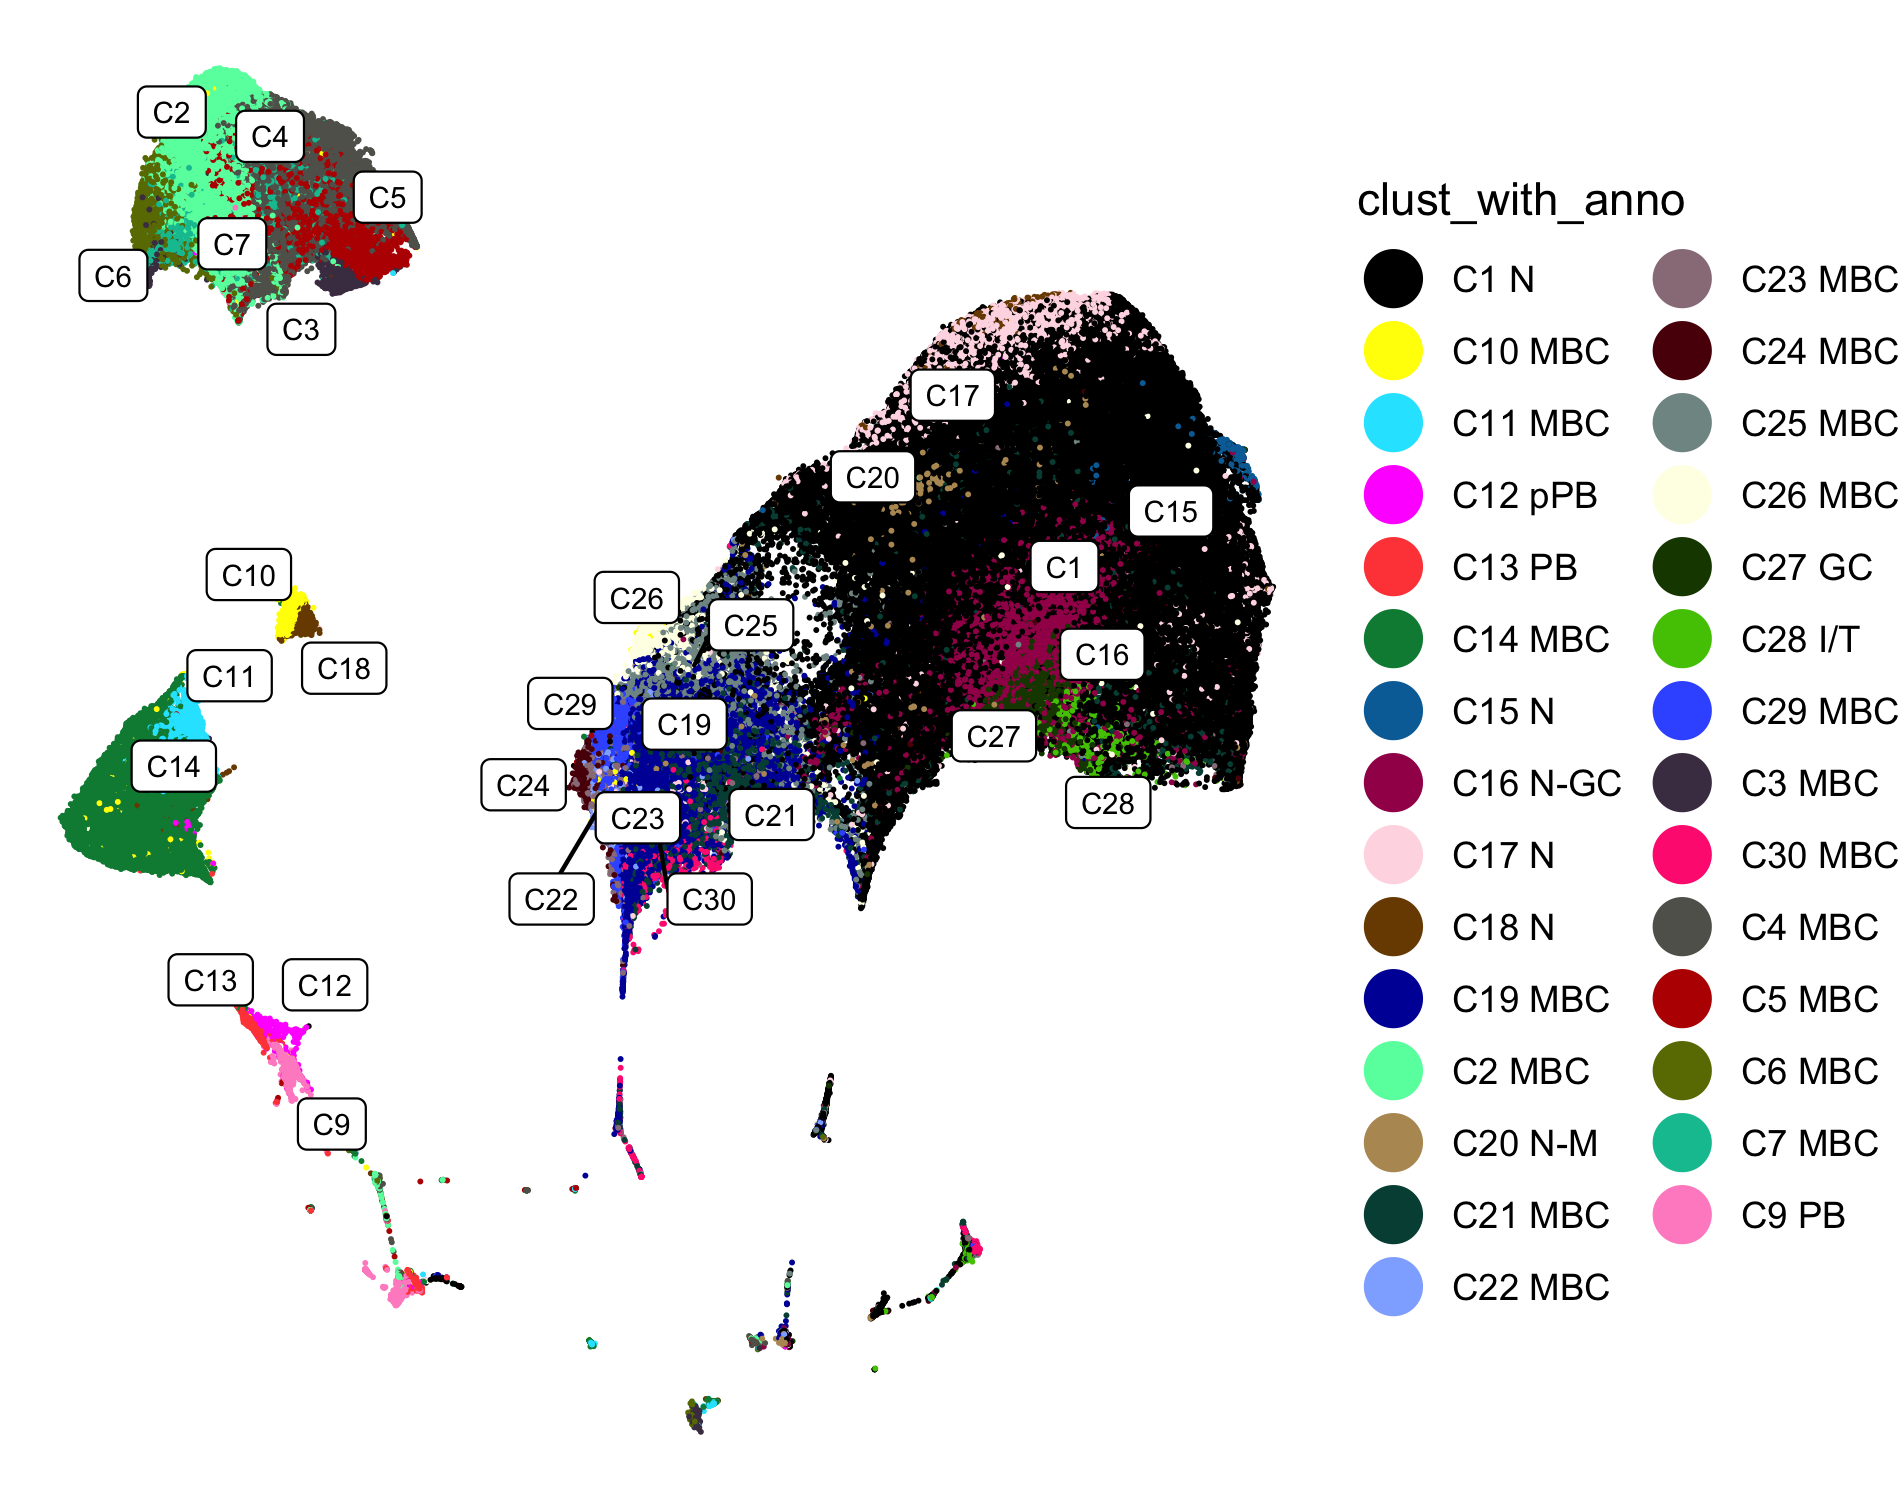 C2
C4
C5
C7
C6
C3
C17
C20
C15
C10
C1
C26
C25
C18
C16
C11
C29
C19
C27
C14
C24
C28
C23
C21
C22
C30
C13
C12
C9
clust_with_anno
C1 N
C10 MBC
C11 MBC
C12 pPB
C13 PB
C14 MBC
C15 N
C16 N-GC
C17 N
C18 N
C19 MBC
C2 MBC
C20 N-M
C21 MBC
C22 MBC
C23 MBC
C24 MBC
C25 MBC
C26 MBC
C27 GC
C28 I/T
C29 MBC
C3 MBC
C30 MBC
C4 MBC
C5 MBC
C6 MBC
C7 MBC
C9 PB